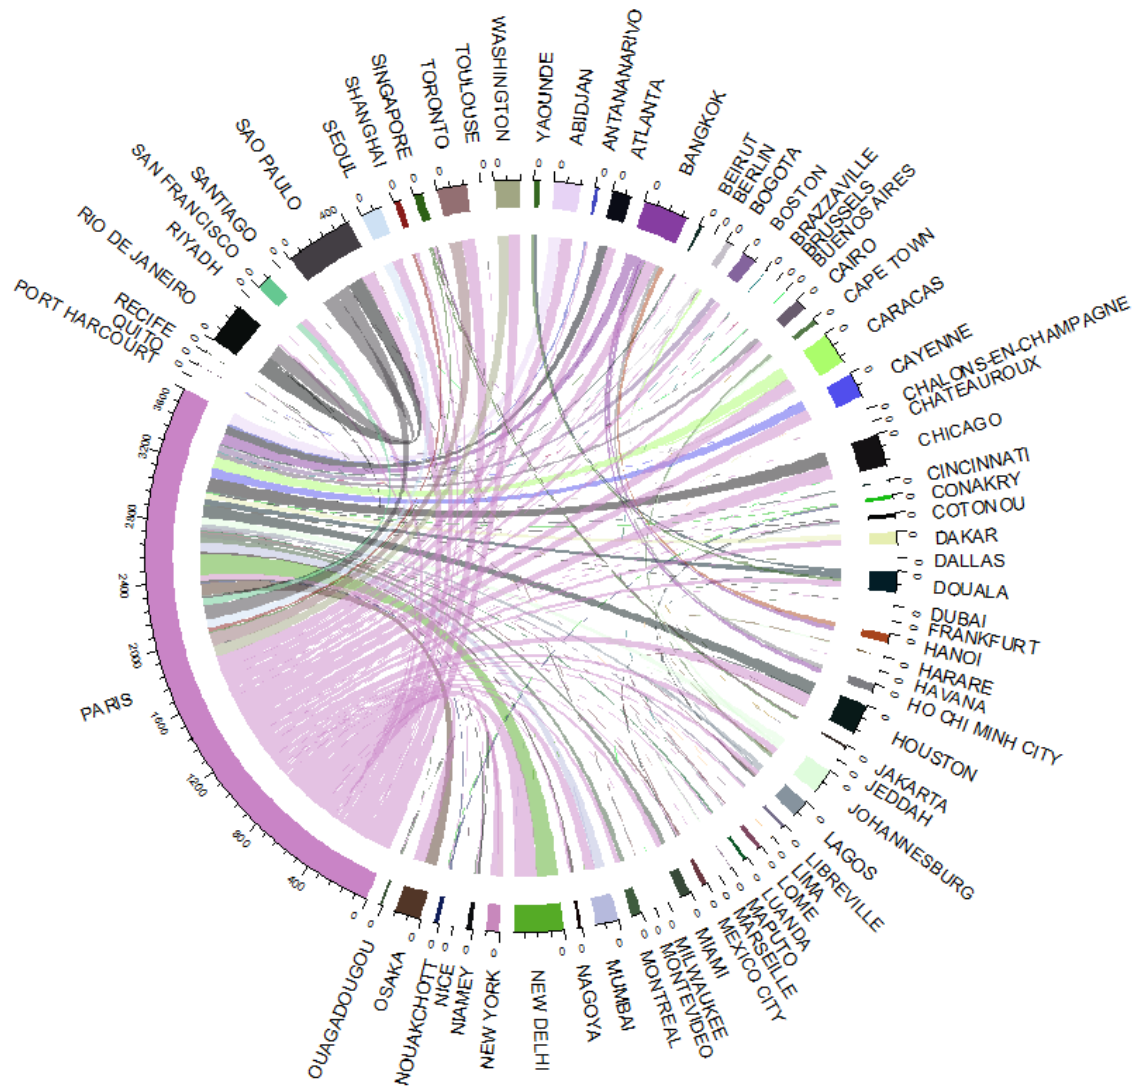 WASHINGTON
YAOUNDE
ABIDJAN
ANTANANARIVO
ATLANTA
BANGKOK
BEIRUT
BERLIN
BOGOTA
BOSTON
BRAZZAVILLE
BRUSSELS
BUENOS AIRES
CAIRO
CAPE TOWN
CARACAS
CAYENNE
CHALONS-EN-CHAMPAGNE
CHATEAUROUX
CHICAGO
CINCINNATI
CONAKRY
COTONOU
DAKAR
DALLAS
DOUALA
DUBAI
FRANKFURT
HANOI
HARARE
HAVANA
HO CHI MINH CITY
HOUSTON
JAKARTA
JEDDAH
JOHANNESBURG
LAGOS
LIBREVILLE
LIMA
LOME
LUANDA
MAPUTO
MARSEILLE
MEXICO CITY
MIAMI
MILWAUKEE
MONTEVIDEO
MONTREAL
MUMBAI
NAGOYA
NEW DELHI
NEW YORK
NIAMEY
NICE
NOUAKCHOTT
OSAKA
OUAGADOUGOU
PARIS
0
400
800
1200
1600
2000
2400
2800
3200
3600
PORT HARCOURT
QUITO
RECIFE
RIO DE JANEIRO
RIYADH
SAN FRANCISCO
SANTIAGO
SAO PAULO
0
400
SEOUL
SHANGHAI
SINGAPORE
TORONTO
TOULOUSE